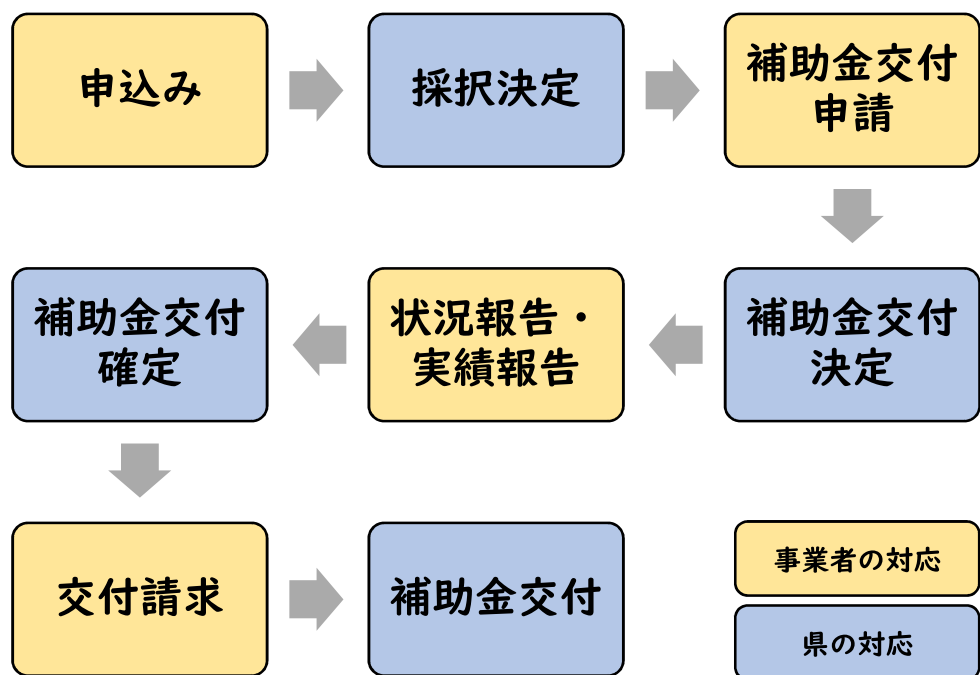 申込み
採択決定
補助金交付
申請
補助金交付
確定
状況報告・
実績報告
補助金交付
決定
交付請求
補助金交付
事業者の対応
県の対応